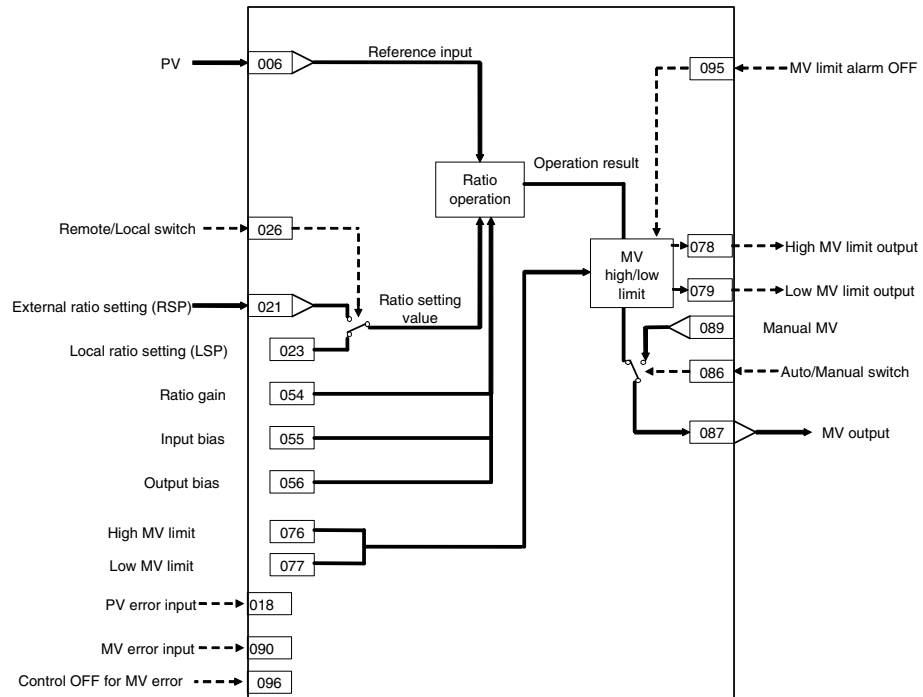 PV
006
Reference input
095
MV limit alarm OFF
Operation result
Ratio
operation
Remote/Local switch
026
MV
high/low
limit
078
High MV limit output
079
Low MV limit output
External ratio setting (RSP)
021
Ratio setting
value
089
Manual MV
Local ratio setting (LSP)
023
086
Auto/Manual switch
Ratio gain
054
087
MV output
Input bias
055
Output bias
056
High MV limit
076
Low MV limit
077
PV error input
018
MV error input
090
Control OFF for MV error
096